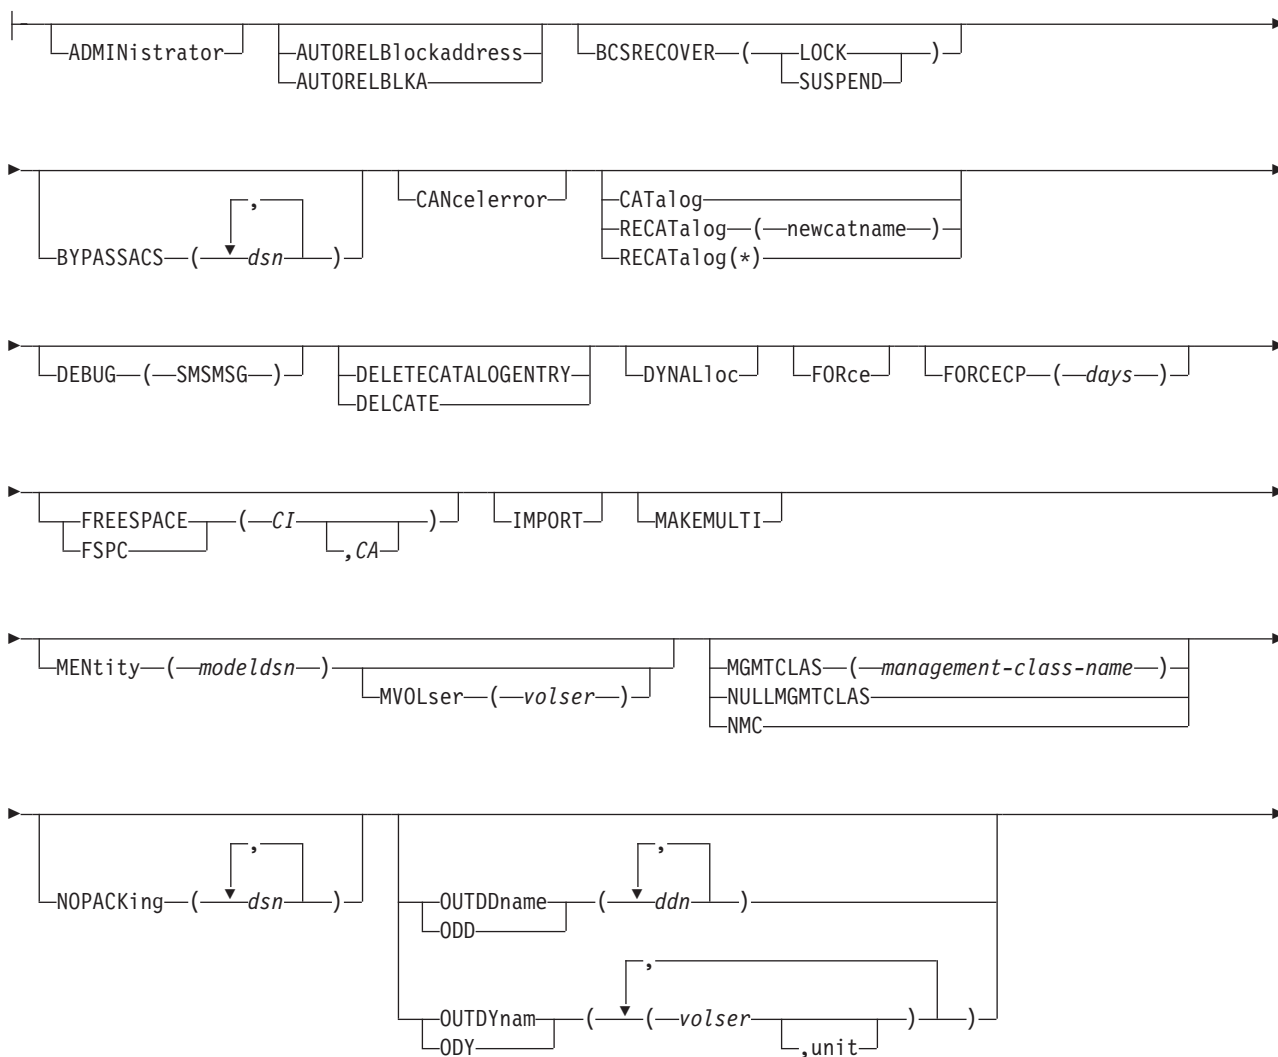 ADMINistrator AUTORELBlockaddress BCSRECOVER ( LOCK )
AUTORELBLKA SUSPEND
, CANcelerror CATalog
RECATalog ( newcatname )
BYPASSACS ( dsn ) RECATalog(*)
DEBUG ( SMSMSG ) DELETECATALOGENTRY DYNALloc FORce FORCECP ( days )
DELCATE
FREESPACE ( CI ) IMPORT MAKEMULTI
FSPC ,CA
MENtity ( modeldsn ) MGMTCLAS ( management-class-name )
MVOLser ( volser ) NULLMGMTCLAS
NMC
, ,
NOPACKing ( dsn ) OUTDDname ( ddn )
ODD
,
OUTDYnam ( ( volser ) )
ODY ,unit